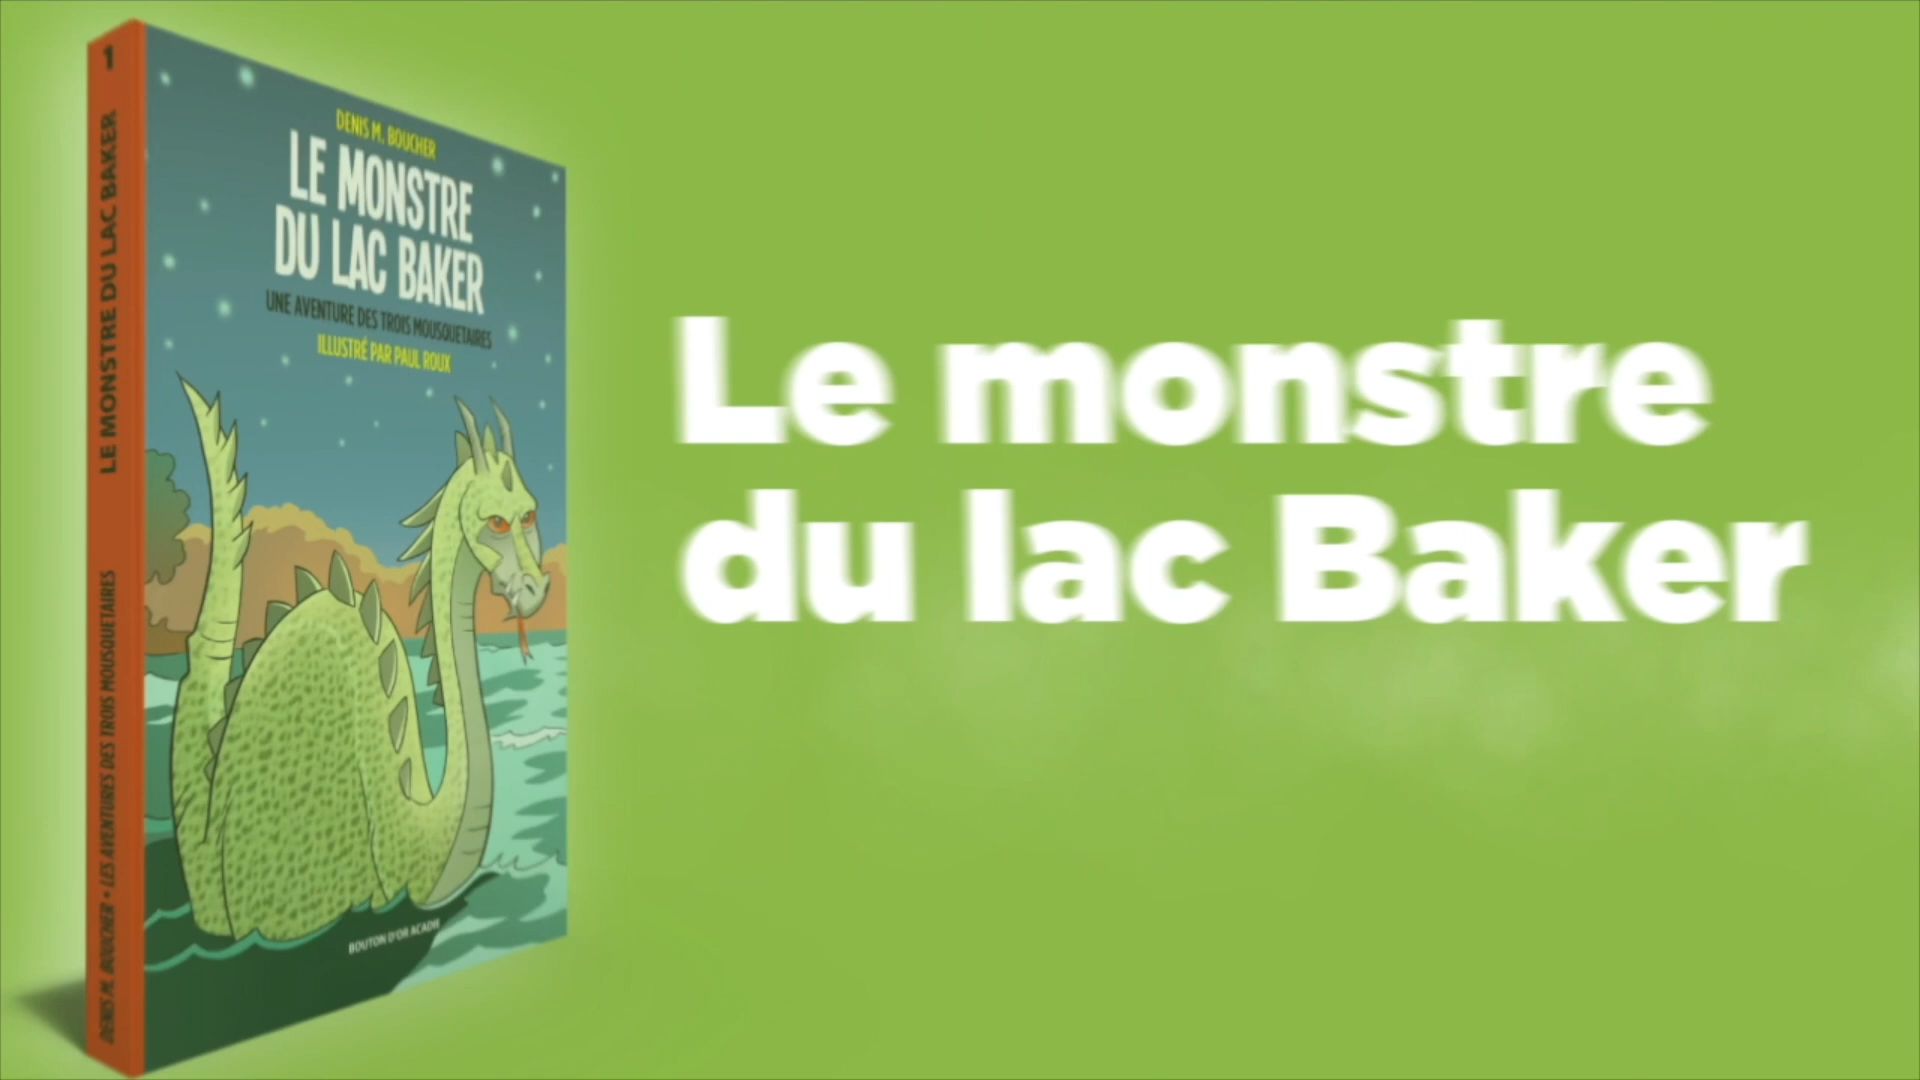 1
LE MONSTRE DU LAC BAKER
DENIS M. BOUCHER • LES AVENTURES DES TROIS MOUSQUETAIRES
DENIS M. BOUCHER
LE MONSTRE
DU LAC BAKER
UNE AVENTURE DES TROIS MOUSQUETAIRES
ILLUSTRÉ PAR PAUL ROUX
BOUTON D'OR ACADIE
Le monstre
du lac Baker